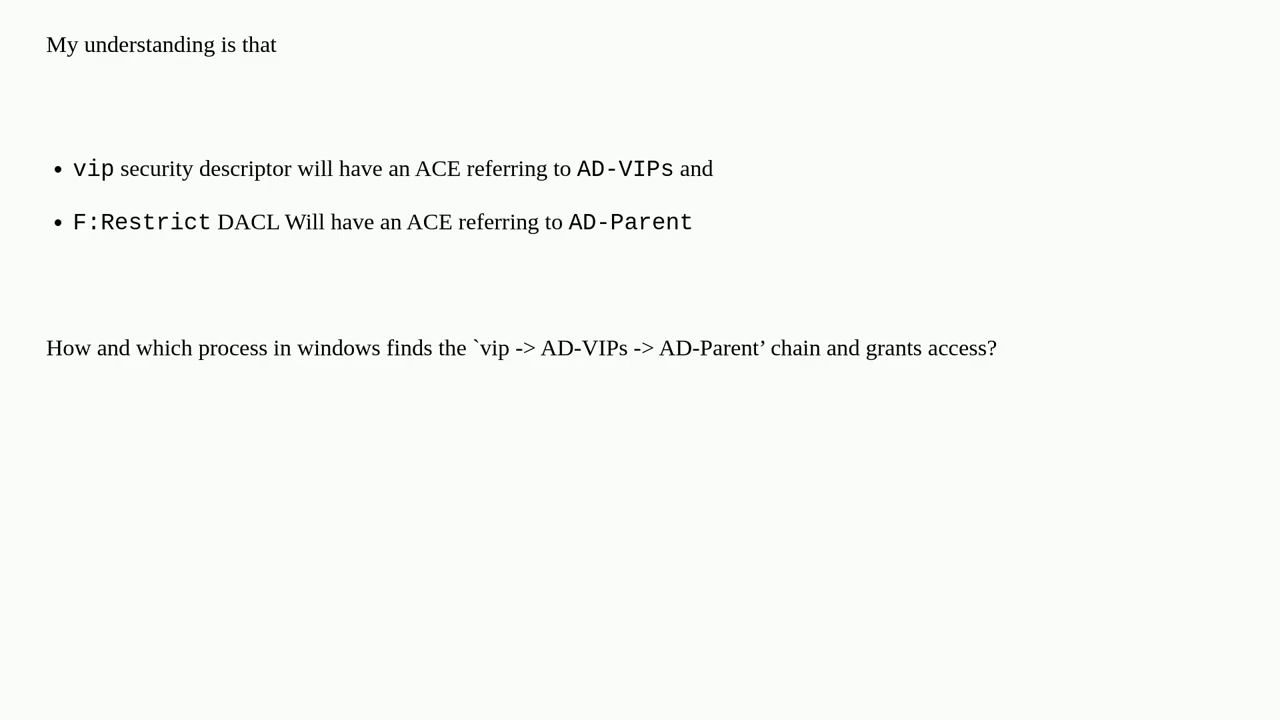 My understanding is that
• vip security descriptor will have an ACE referring to AD-VIPs and
• F:Restrict DACL Will have an ACE referring to AD-Parent
How and which process in windows finds the `vip -> AD-VIPs -> AD-Parent’ chain and grants access?